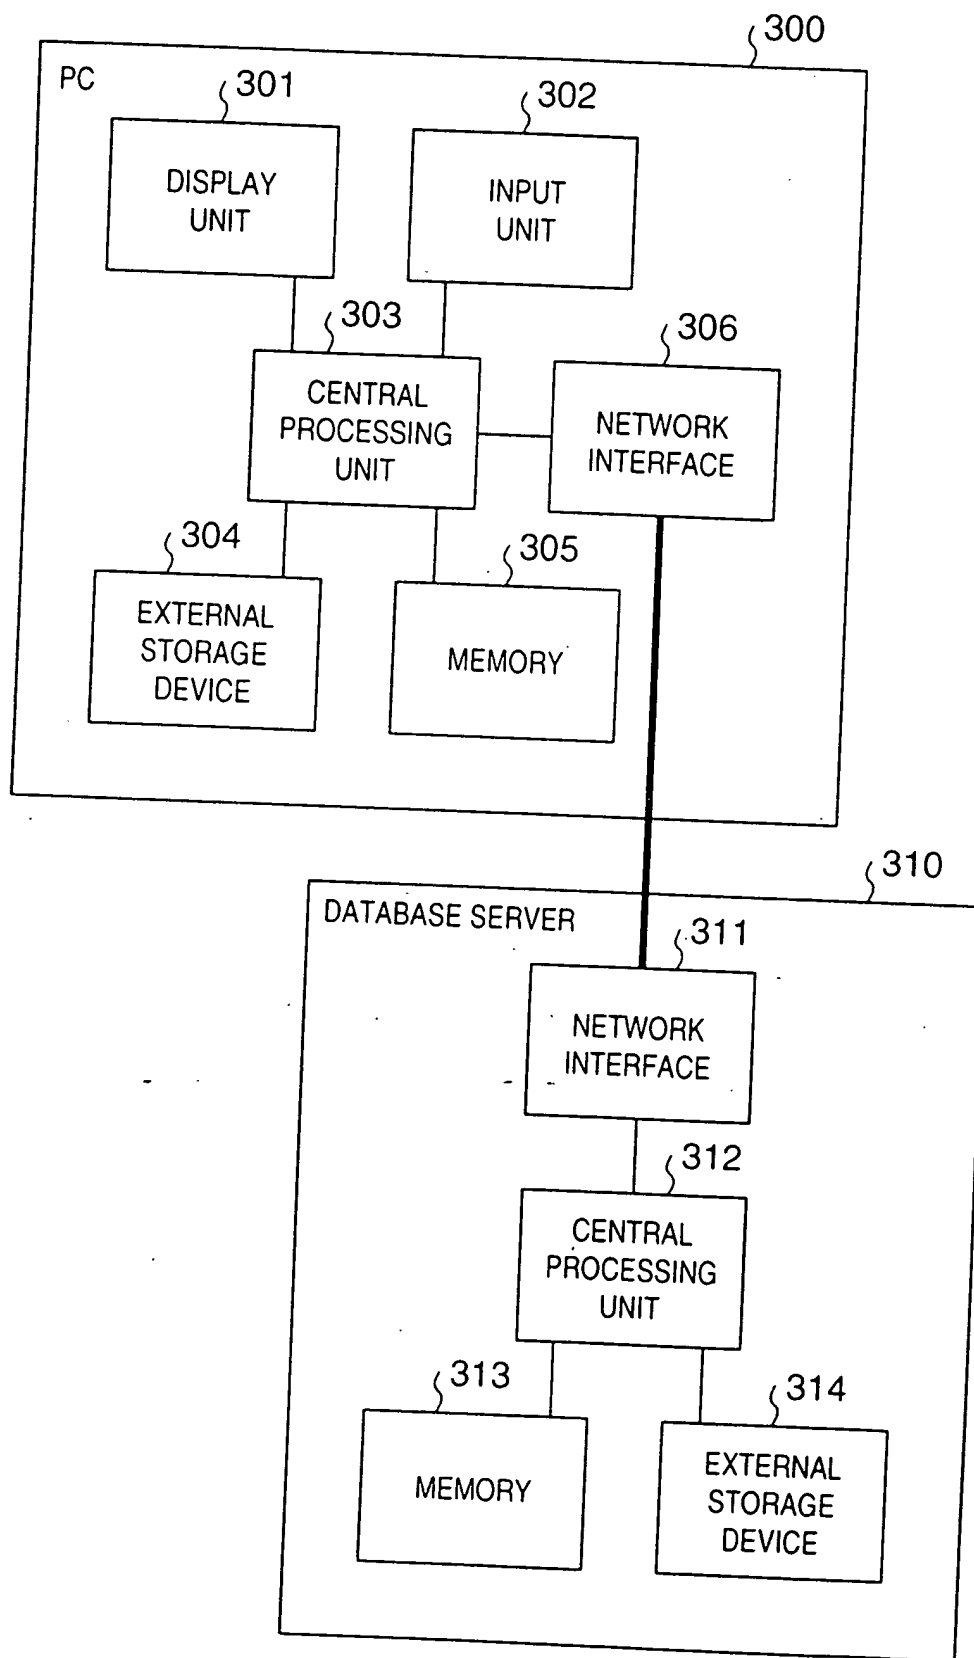 300
PC
301
302
DISPLAY
UNIT
INPUT
UNIT
303
306
CENTRAL
PROCESSING
UNIT
NETWORK
INTERFACE
304
305
EXTERNAL
STORAGE
DEVICE
MEMORY
310
DATABASE SERVER
311
NETWORK
INTERFACE
312
CENTRAL
PROCESSING
UNIT
313
314
MEMORY
EXTERNAL
STORAGE
DEVICE